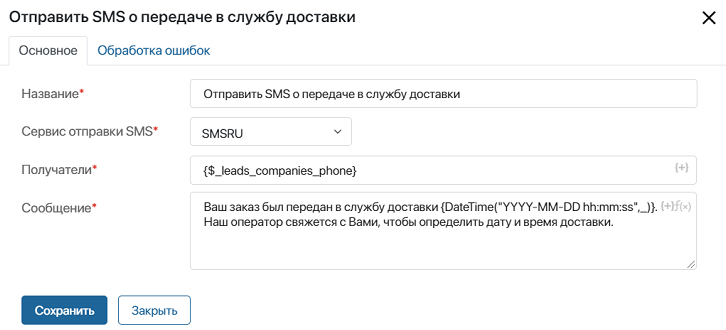 Отправить SMS о передаче в службу доставки
Основное Обработка ошибок
Название* Отправить SMS о передаче в службу доставки
Сервис отправки SMS* SMSRU
Получатели* {$_leads_companies_phone} {+}
Сообщение* Ваш заказ был передан в службу доставки {DateTime("YYYY-MM-DD hh:mm:ss",_)}. {+} ƒ(x)
Наш оператор свяжется с Вами, чтобы определить дату и время доставки.
Сохранить Закрыть